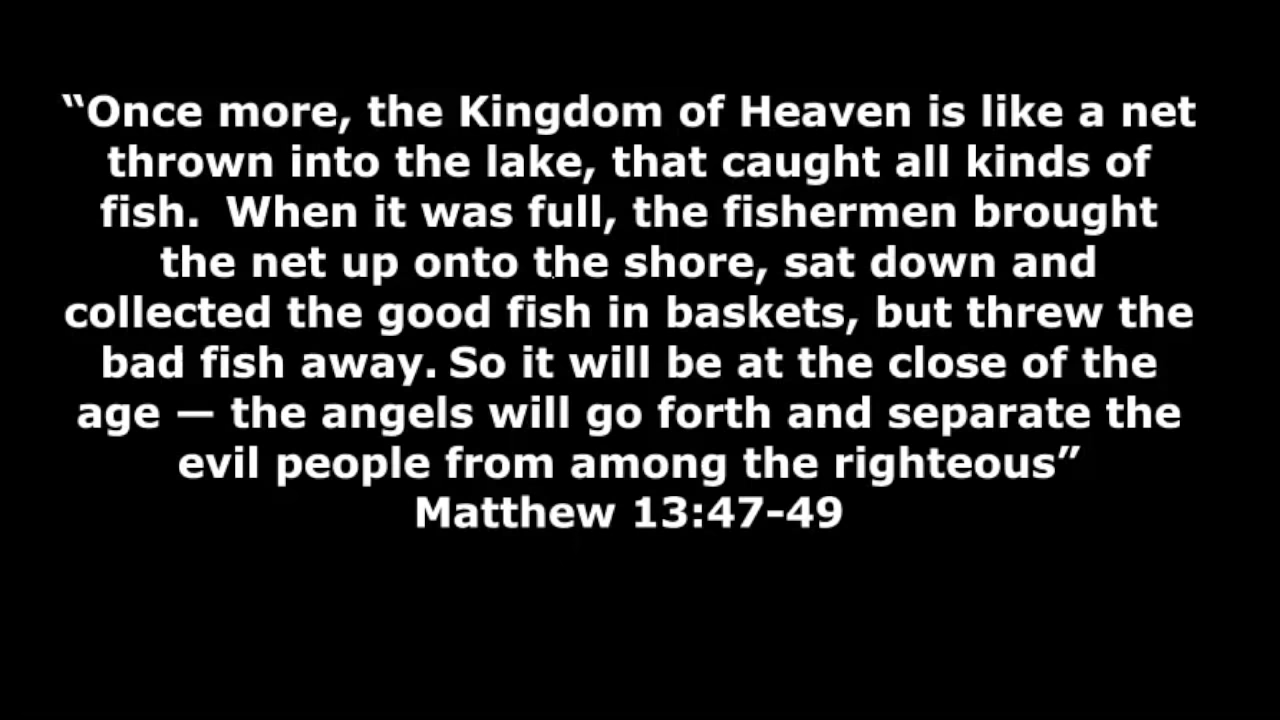 “Once more, the Kingdom of Heaven is like a net
thrown into the lake, that caught all kinds of
fish.  When it was full, the fishermen brought
the net up onto the shore, sat down and
collected the good fish in baskets, but threw the
bad fish away. So it will be at the close of the
age — the angels will go forth and separate the
evil people from among the righteous”
Matthew 13:47-49